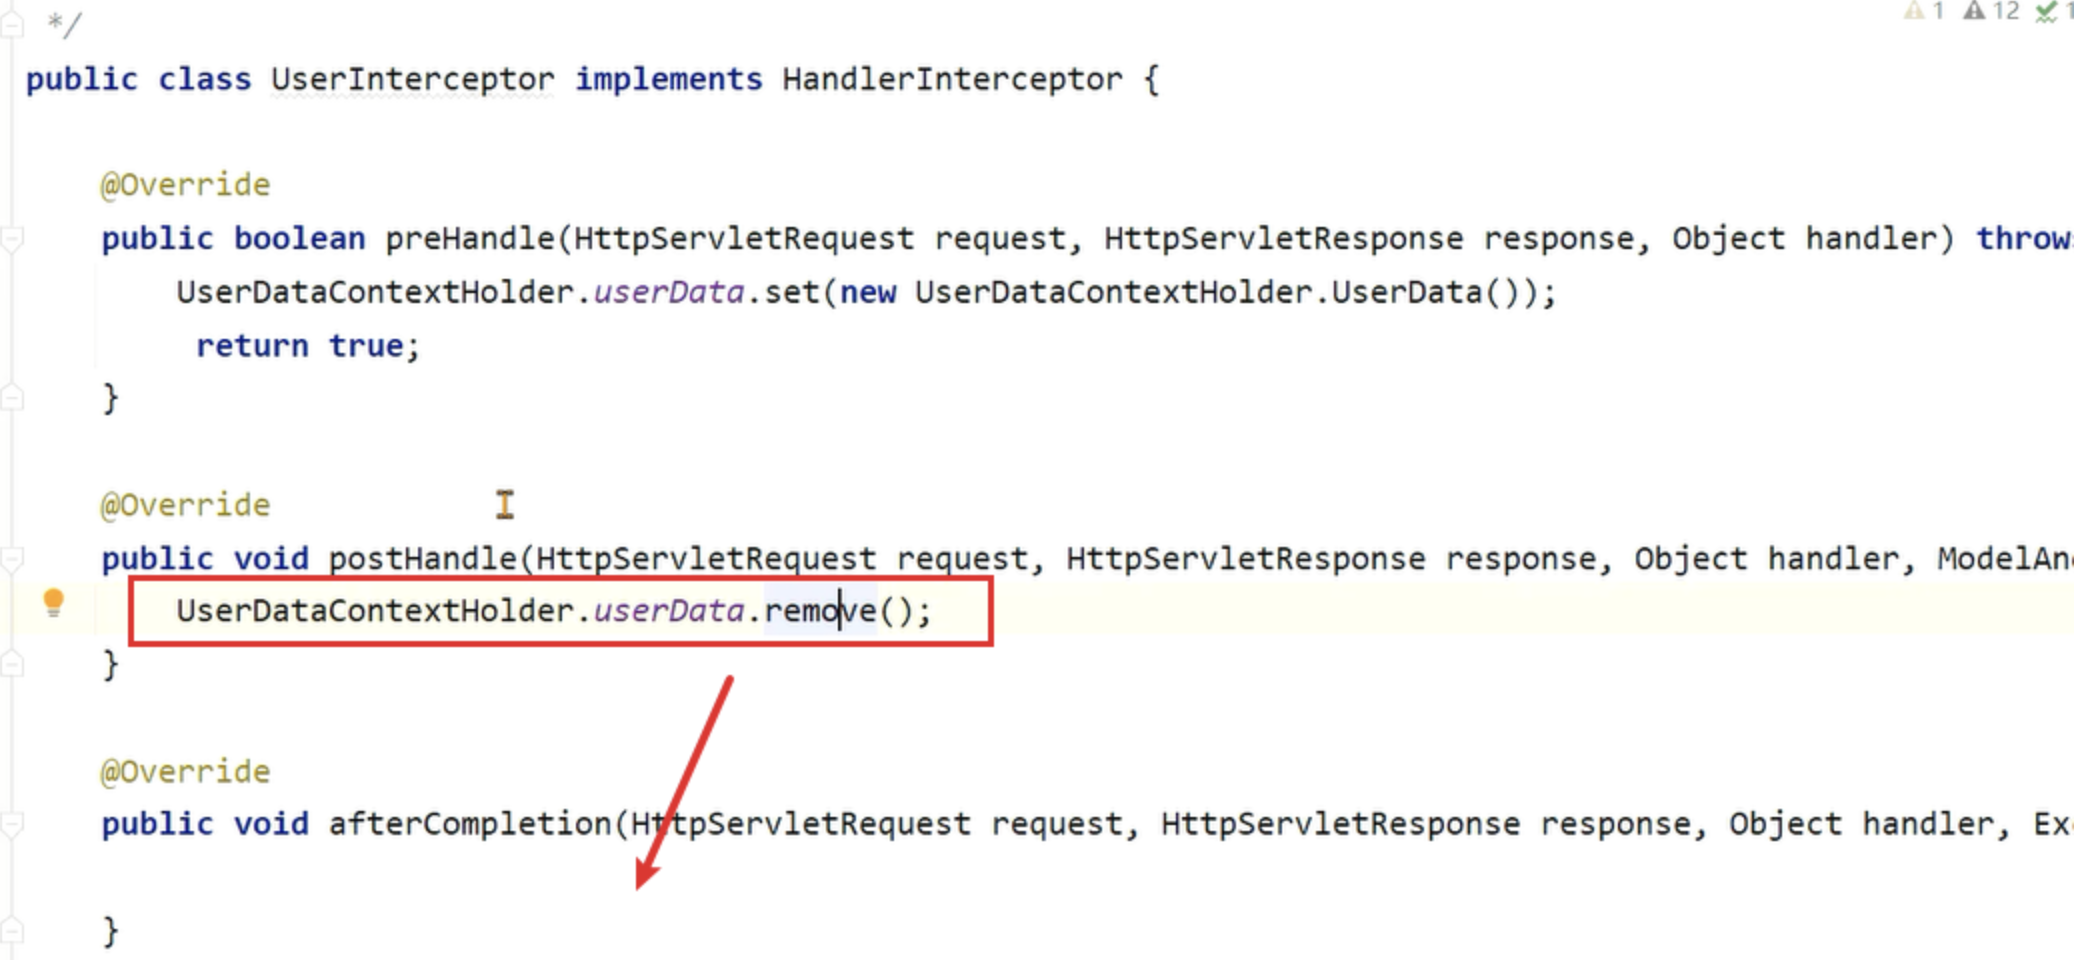 1 12 1
*/
public class UserInterceptor implements HandlerInterceptor {
@Override
public boolean preHandle(HttpServletRequest request, HttpServletResponse response, Object handler) throws
UserDataContextHolder.userData.set(new UserDataContextHolder.UserData());
return true;
}
@Override
public void postHandle(HttpServletRequest request, HttpServletResponse response, Object handler, ModelAn
UserDataContextHolder.userData.remove();
}
@Override
public void afterCompletion(HttpServletRequest request, HttpServletResponse response, Object handler, Ex
}